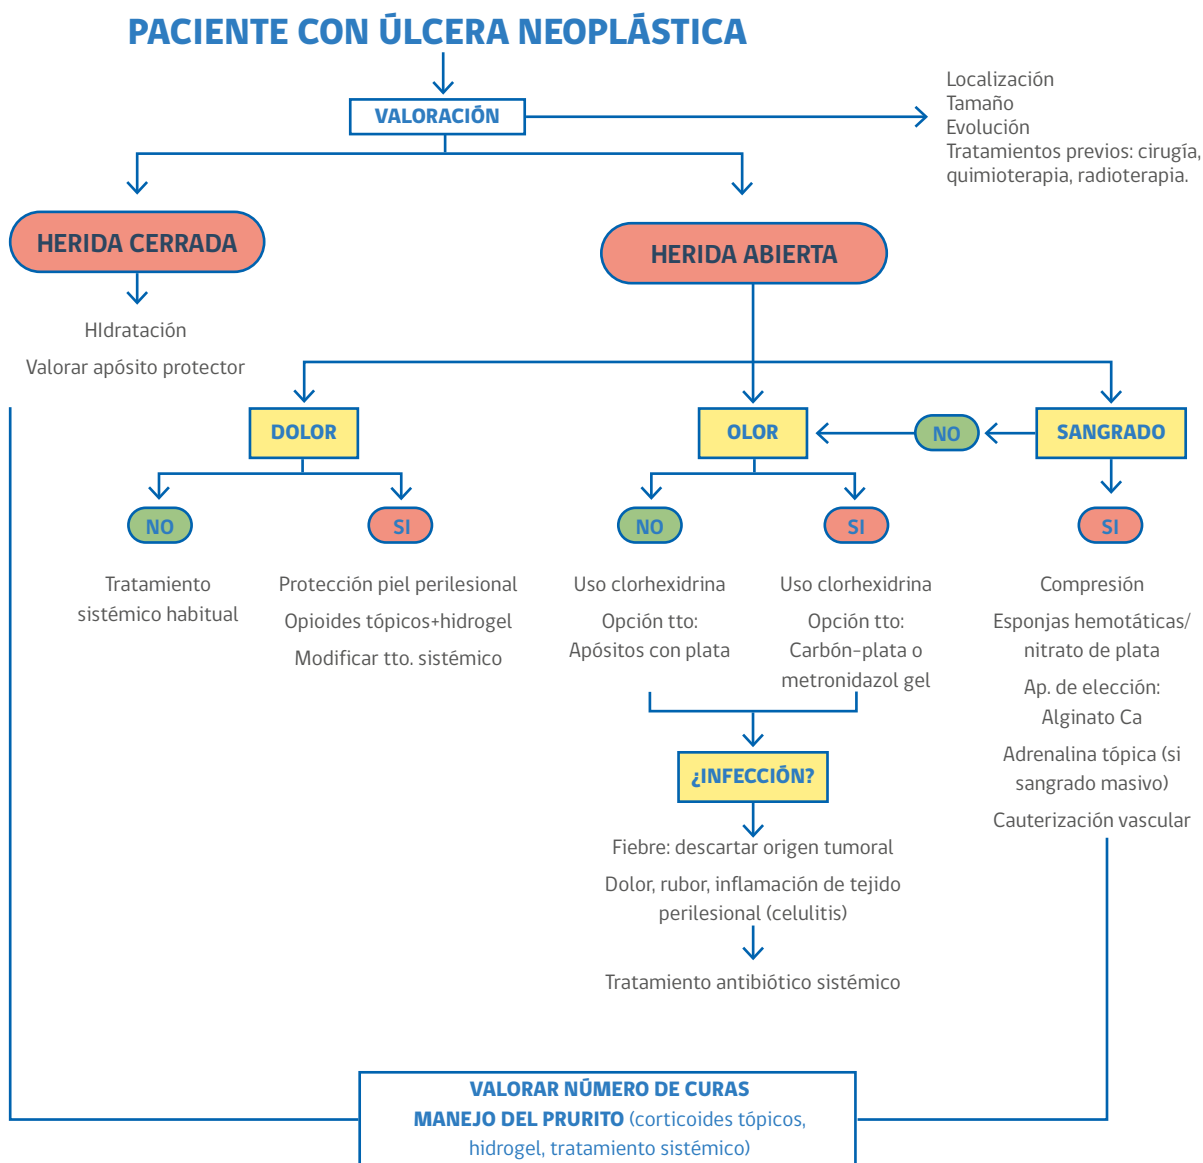 PACIENTE CON ÚLCERA NEOPLÁSTICA
VALORACIÓN
Localización
Tamaño
Evolución
Tratamientos previos: cirugía,
quimioterapia, radioterapia.
HERIDA CERRADA
HERIDA ABIERTA
HIdratación
Valorar apósito protector
DOLOR
OLOR
NO
SANGRADO
NO
SI
NO
SI
SI
Tratamiento
sistémico habitual
Protección piel perilesional
Opioides tópicos+hidrogel
Modificar tto. sistémico
Uso clorhexidrina
Opción tto:
Apósitos con plata
Uso clorhexidrina
Opción tto:
Carbón-plata o
metronidazol gel
Compresión
Esponjas hemotáticas/
nitrato de plata
Ap. de elección:
Alginato Ca
Adrenalina tópica (si
sangrado masivo)
Cauterización vascular
¿INFECCIÓN?
Fiebre: descartar origen tumoral
Dolor, rubor, inflamación de tejido
perilesional (celulitis)
Tratamiento antibiótico sistémico
VALORAR NÚMERO DE CURAS
MANEJO DEL PRURITO (corticoides tópicos,
hidrogel, tratamiento sistémico)